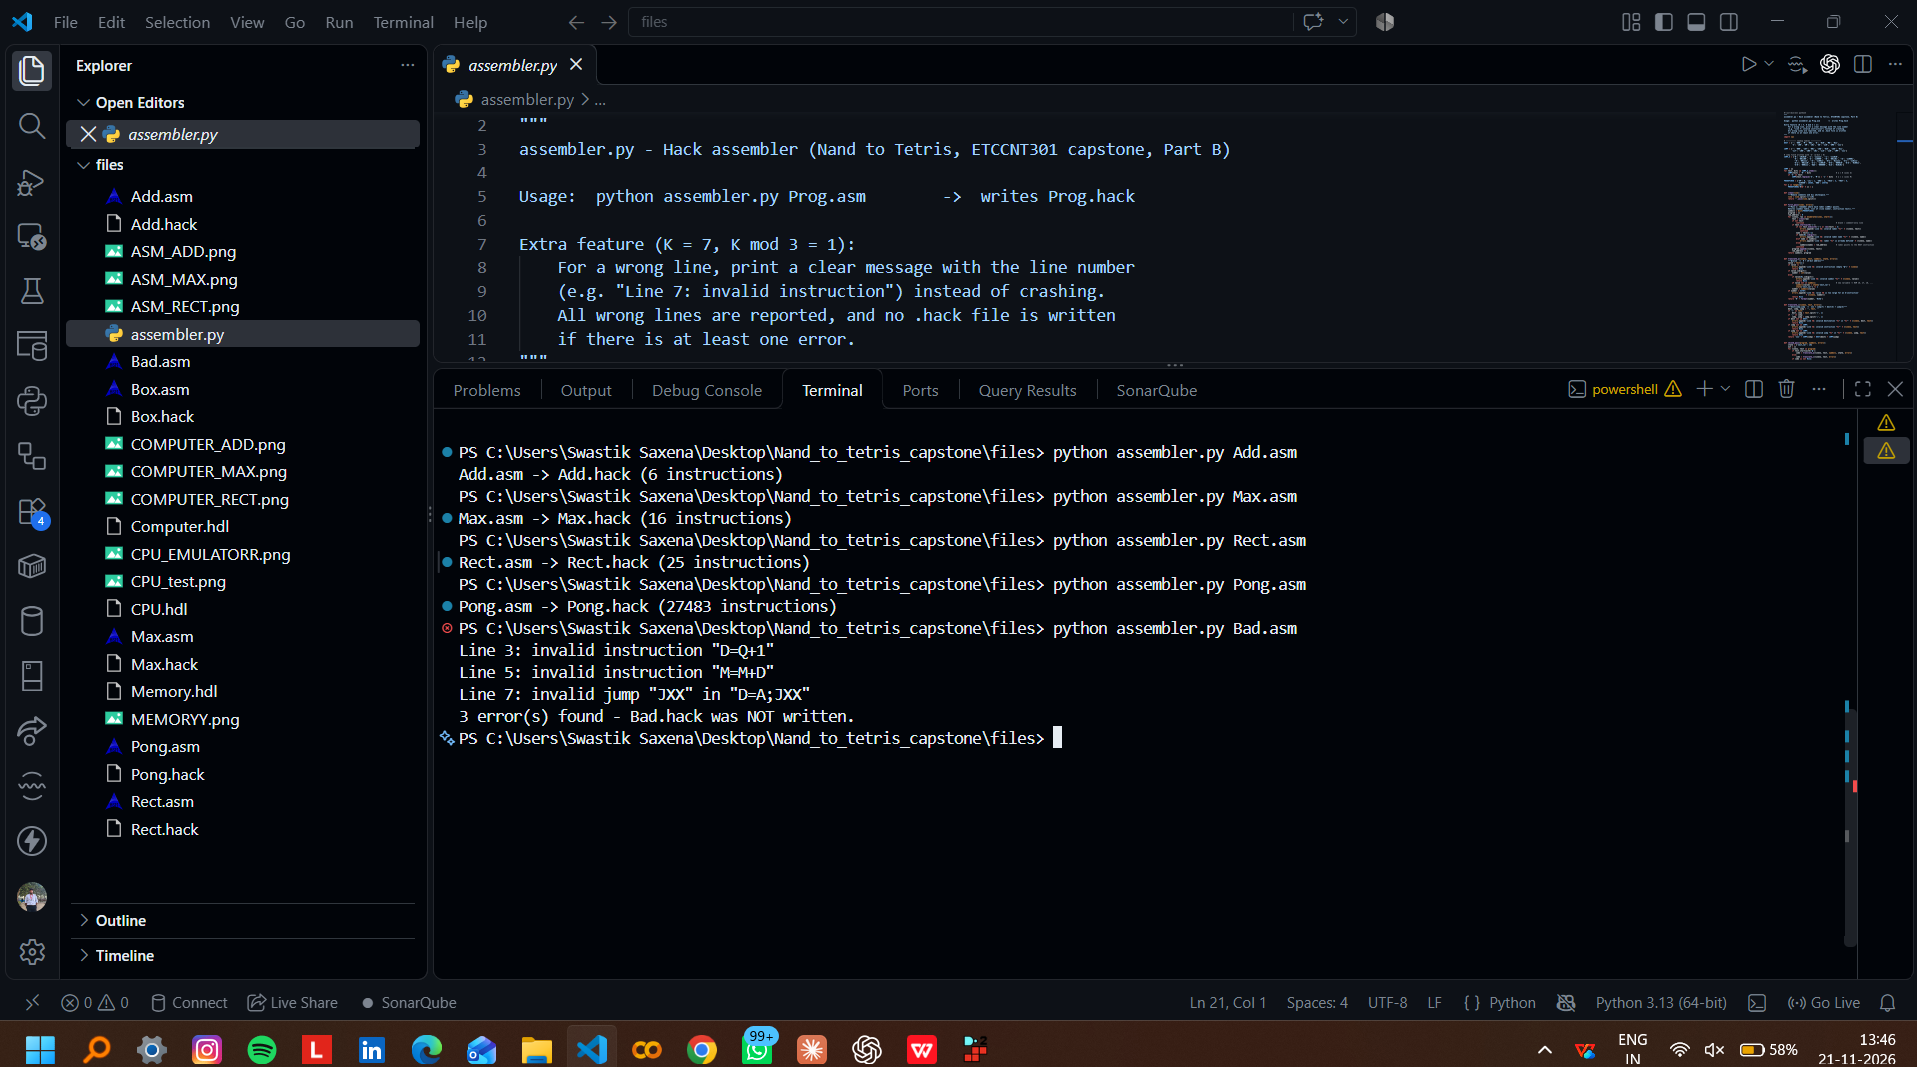 File Edit Selection View Go Run Terminal Help
files
Explorer
Open Editors
assembler.py
files
Add.asm
Add.hack
ASM_ADD.png
ASM_MAX.png
ASM_RECT.png
assembler.py
Bad.asm
Box.asm
Box.hack
COMPUTER_ADD.png
COMPUTER_MAX.png
COMPUTER_RECT.png
Computer.hdl
CPU_EMULATORR.png
CPU_test.png
CPU.hdl
Max.asm
Max.hack
Memory.hdl
MEMORYY.png
Pong.asm
Pong.hack
Rect.asm
Rect.hack
Outline
Timeline
4
assembler.py
assembler.py > ...
2 """
3 assembler.py - Hack assembler (Nand to Tetris, ETCCNT301 capstone, Part B)
4
5 Usage:  python assembler.py Prog.asm        ->  writes Prog.hack
6
7 Extra feature (K = 7, K mod 3 = 1):
8     For a wrong line, print a clear message with the line number
9     (e.g. "Line 7: invalid instruction") instead of crashing.
10     All wrong lines are reported, and no .hack file is written
11     if there is at least one error.
12 """
Problems Output Debug Console Terminal Ports Query Results SonarQube
powershell
PS C:\Users\Swastik Saxena\Desktop\Nand_to_tetris_capstone\files> python assembler.py Add.asm
Add.asm -> Add.hack (6 instructions)
PS C:\Users\Swastik Saxena\Desktop\Nand_to_tetris_capstone\files> python assembler.py Max.asm
Max.asm -> Max.hack (16 instructions)
PS C:\Users\Swastik Saxena\Desktop\Nand_to_tetris_capstone\files> python assembler.py Rect.asm
Rect.asm -> Rect.hack (25 instructions)
PS C:\Users\Swastik Saxena\Desktop\Nand_to_tetris_capstone\files> python assembler.py Pong.asm
Pong.asm -> Pong.hack (27483 instructions)
PS C:\Users\Swastik Saxena\Desktop\Nand_to_tetris_capstone\files> python assembler.py Bad.asm
Line 3: invalid instruction "D=Q+1"
Line 5: invalid instruction "M=M+D"
Line 7: invalid jump "JXX" in "D=A;JXX"
3 error(s) found - Bad.hack was NOT written.
PS C:\Users\Swastik Saxena\Desktop\Nand_to_tetris_capstone\files>
0 0 Connect Live Share SonarQube Ln 21, Col 1 Spaces: 4 UTF-8 LF { } Python Python 3.13 (64-bit) Go Live
99+
ENG
IN
58%
13:46
21-11-2026